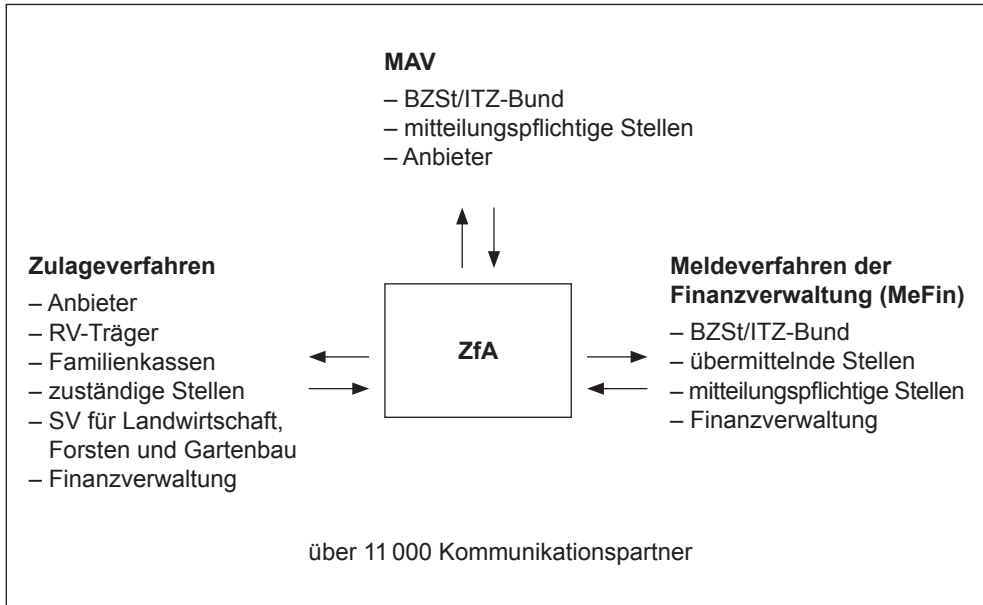 MAV
– BZSt/ITZ-Bund
– mitteilungspflichtige Stellen
– Anbieter
Zulageverfahren
– Anbieter
– RV-Träger
– Familienkassen
– zuständige Stellen
– SV für Landwirtschaft,
Forsten und Gartenbau
– Finanzverwaltung
ZfA
Meldeverfahren der
Finanzverwaltung (MeFin)
– BZSt/ITZ-Bund
– übermittelnde Stellen
– mitteilungspflichtige Stellen
– Finanzverwaltung
über 11 000 Kommunikationspartner